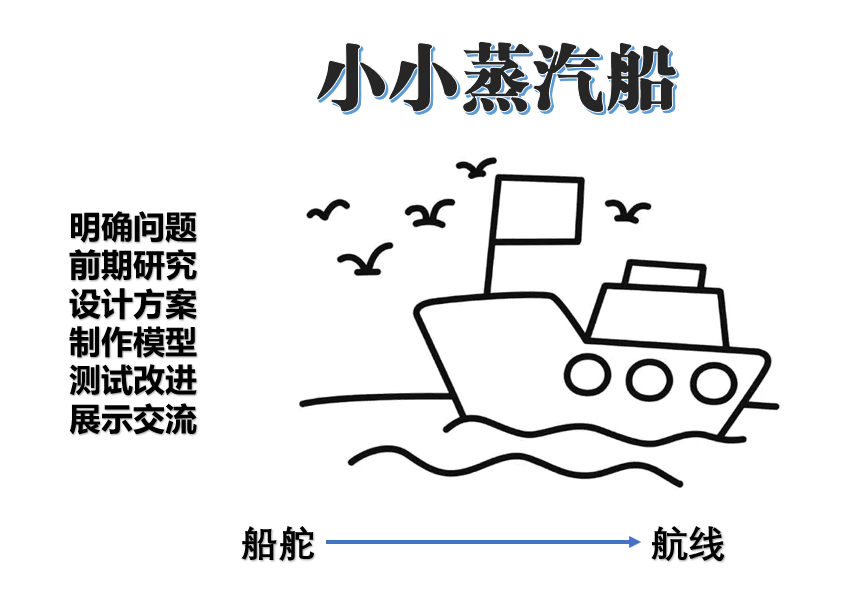 小小蒸汽船
明确问题
前期研究
设计方案
制作模型
测试改进
展示交流
船舵 航线